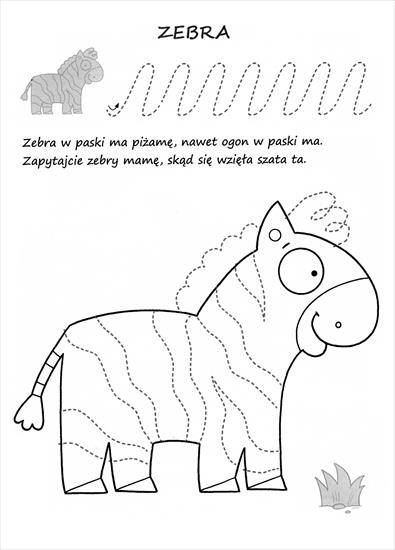 ZEBRA
Zebra w paski ma piżamę, nawet ogon w paski ma.
Zapytajcie zebry mamę, skąd się wzięła szata ta.